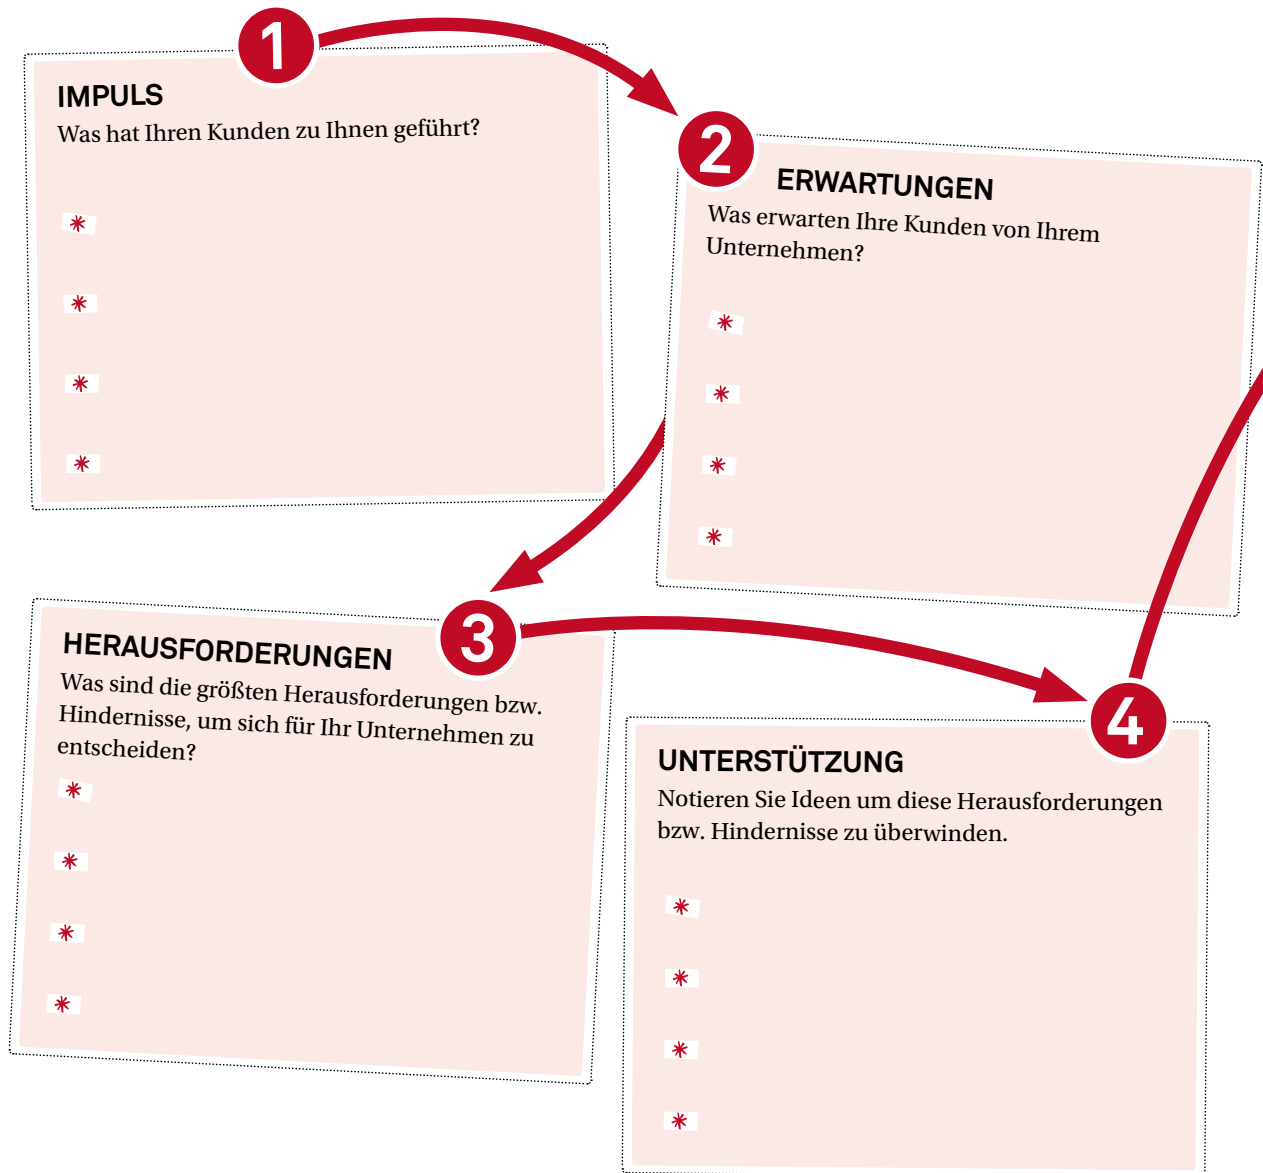 1
IMPULS
Was hat Ihren Kunden zu Ihnen geführt?
2
ERWARTUNGEN
Was erwarten Ihre Kunden von Ihrem
Unternehmen?
3
HERAUSFORDERUNGEN
Was sind die größten Herausforderungen bzw.
Hindernisse, um sich für Ihr Unternehmen zu
entscheiden?
4
UNTERSTÜTZUNG
Notieren Sie Ideen um diese Herausforderungen
bzw. Hindernisse zu überwinden.